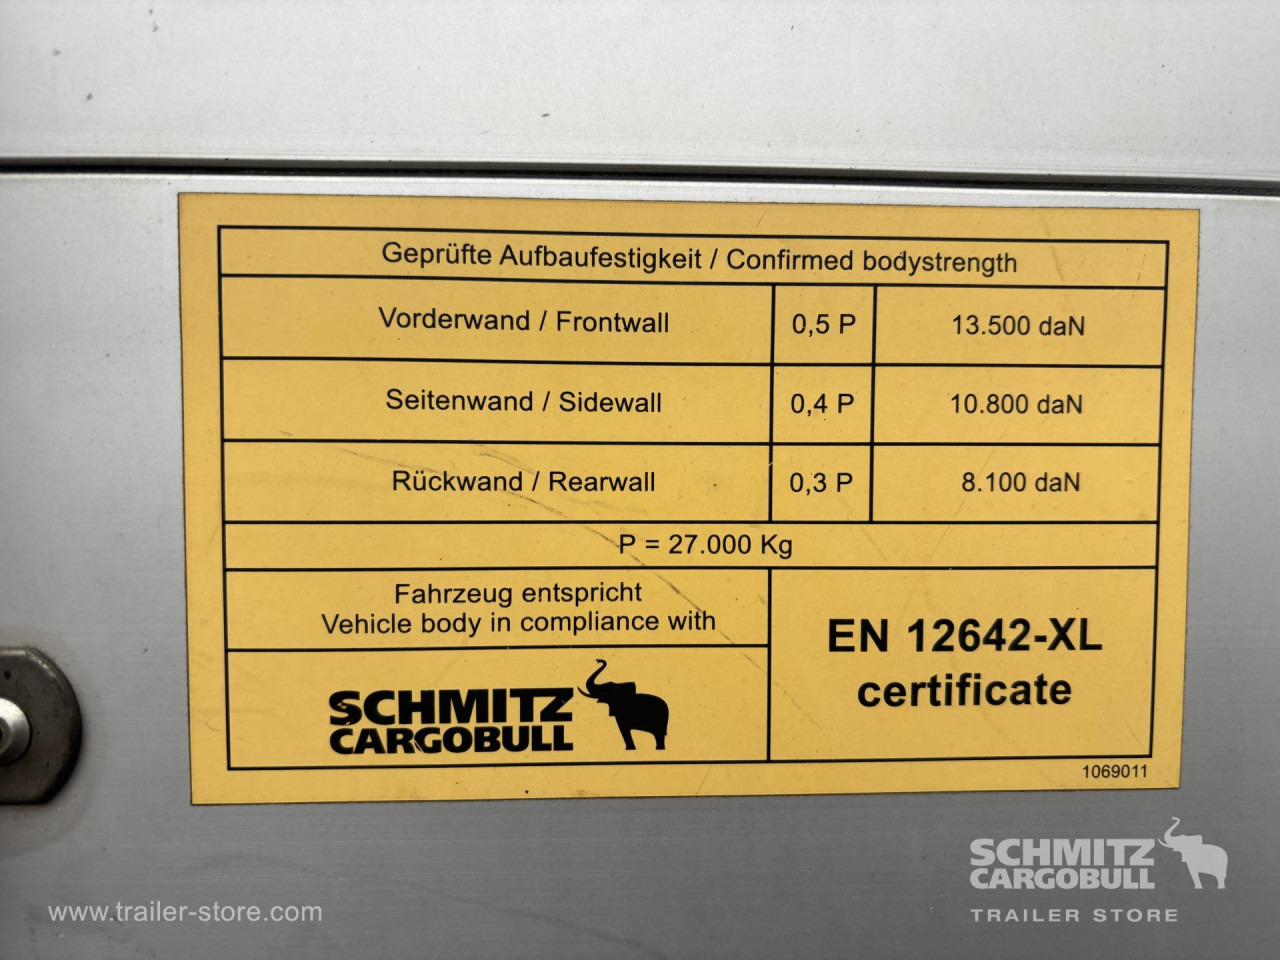 Geprüfte Aufbaufestigkeit / Confirmed bodystrength
Vorderwand / Frontwall 0,5 P 13.500 daN
Seitenwand / Sidewall 0,4 P 10.800 daN
Rückwand / Rearwall 0,3 P 8.100 daN
P = 27.000 Kg
Fahrzeug entspricht
Vehicle body in compliance with
EN 12642-XL
certificate
SCHMITZ
CARGOBULL
1069011
SCHMITZ
CARGOBULL
TRAILER STORE
www.trailer-store.com